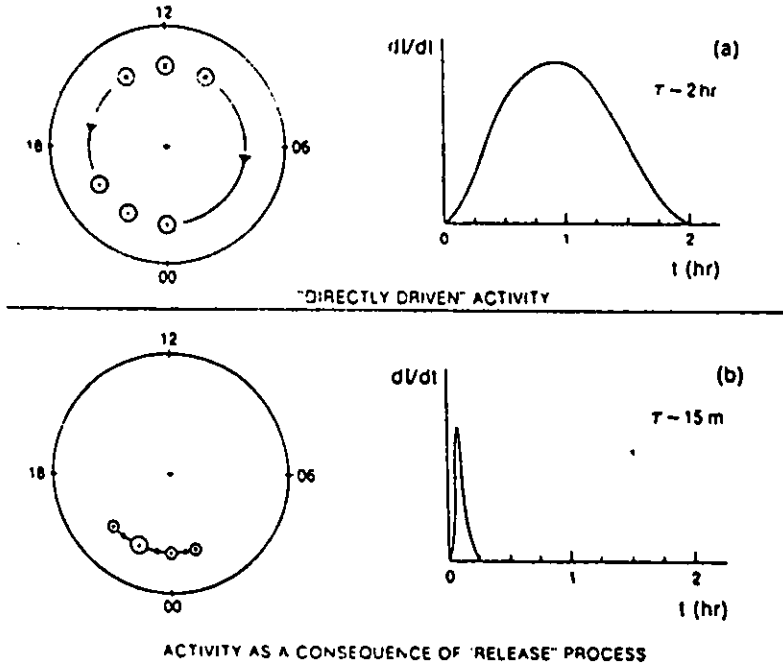 12
18
06
00
dI/dt
(a)
τ ~ 2 hr
0
1
2
t (hr)
"DIRECTLY DRIVEN" ACTIVITY
12
18
06
00
dI/dt
(b)
τ ~ 15 m
0
1
2
t (hr)
ACTIVITY AS A CONSEQUENCE OF "RELEASE" PROCESS